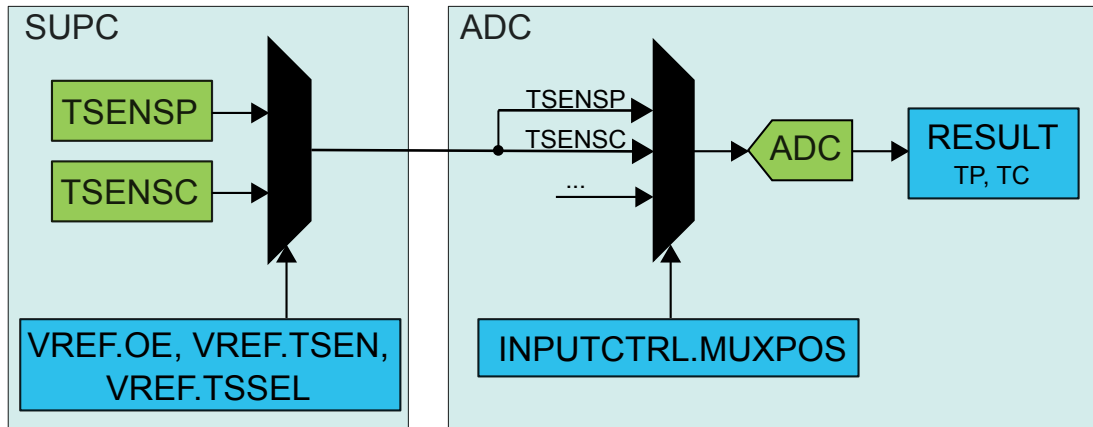 SUPC
TSENSP
TSENSC
VREF.OE, VREF.TSEN,
VREF.TSSEL
ADC
TSENSP
TSENSC
...
ADC
RESULT
TP, TC
INPUTCTRL.MUXPOS